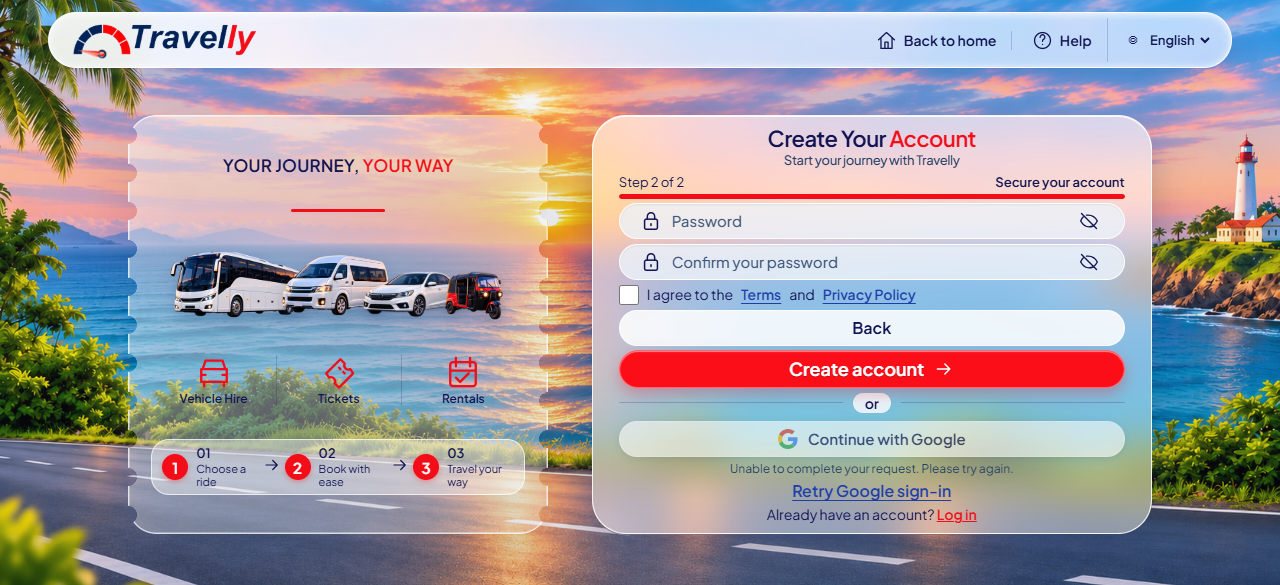 Travelly
Back to home
Help
English
YOUR JOURNEY, YOUR WAY
Vehicle Hire
Tickets
Rentals
1
01
Choose a
ride
2
02
Book with
ease
3
03
Travel your
way
Create Your Account
Start your journey with Travelly
Step 2 of 2
Secure your account
Password
Confirm your password
I agree to the Terms and Privacy Policy
Back
Create account
or
Continue with Google
Unable to complete your request. Please try again.
Retry Google sign-in
Already have an account? Log in